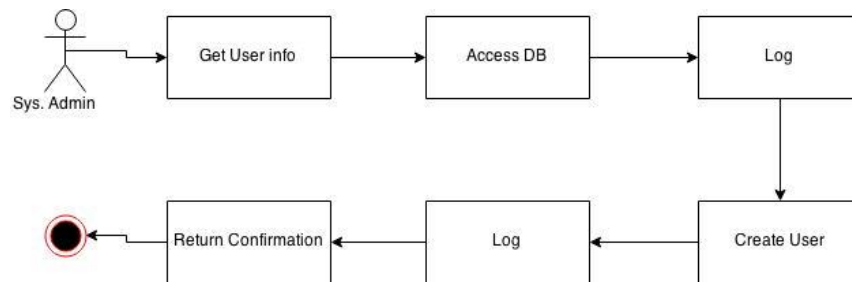 Get User info
Access DB
Log
Sys. Admin
Return Confirmation
Log
Create User